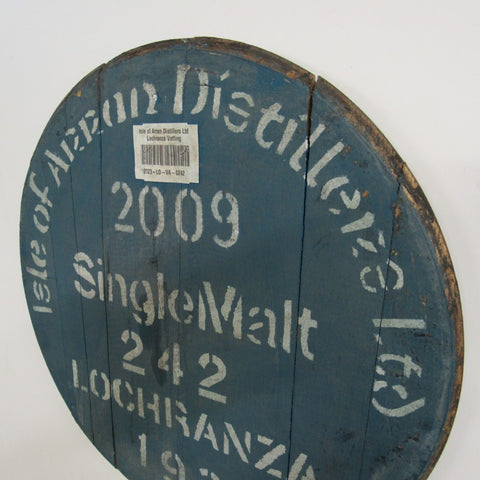 Isle of Arran Distillers Ltd
Isle of Arran Distillers Ltd
Lochranza Vatting
2009
Single Malt
242
LOCHRANZA